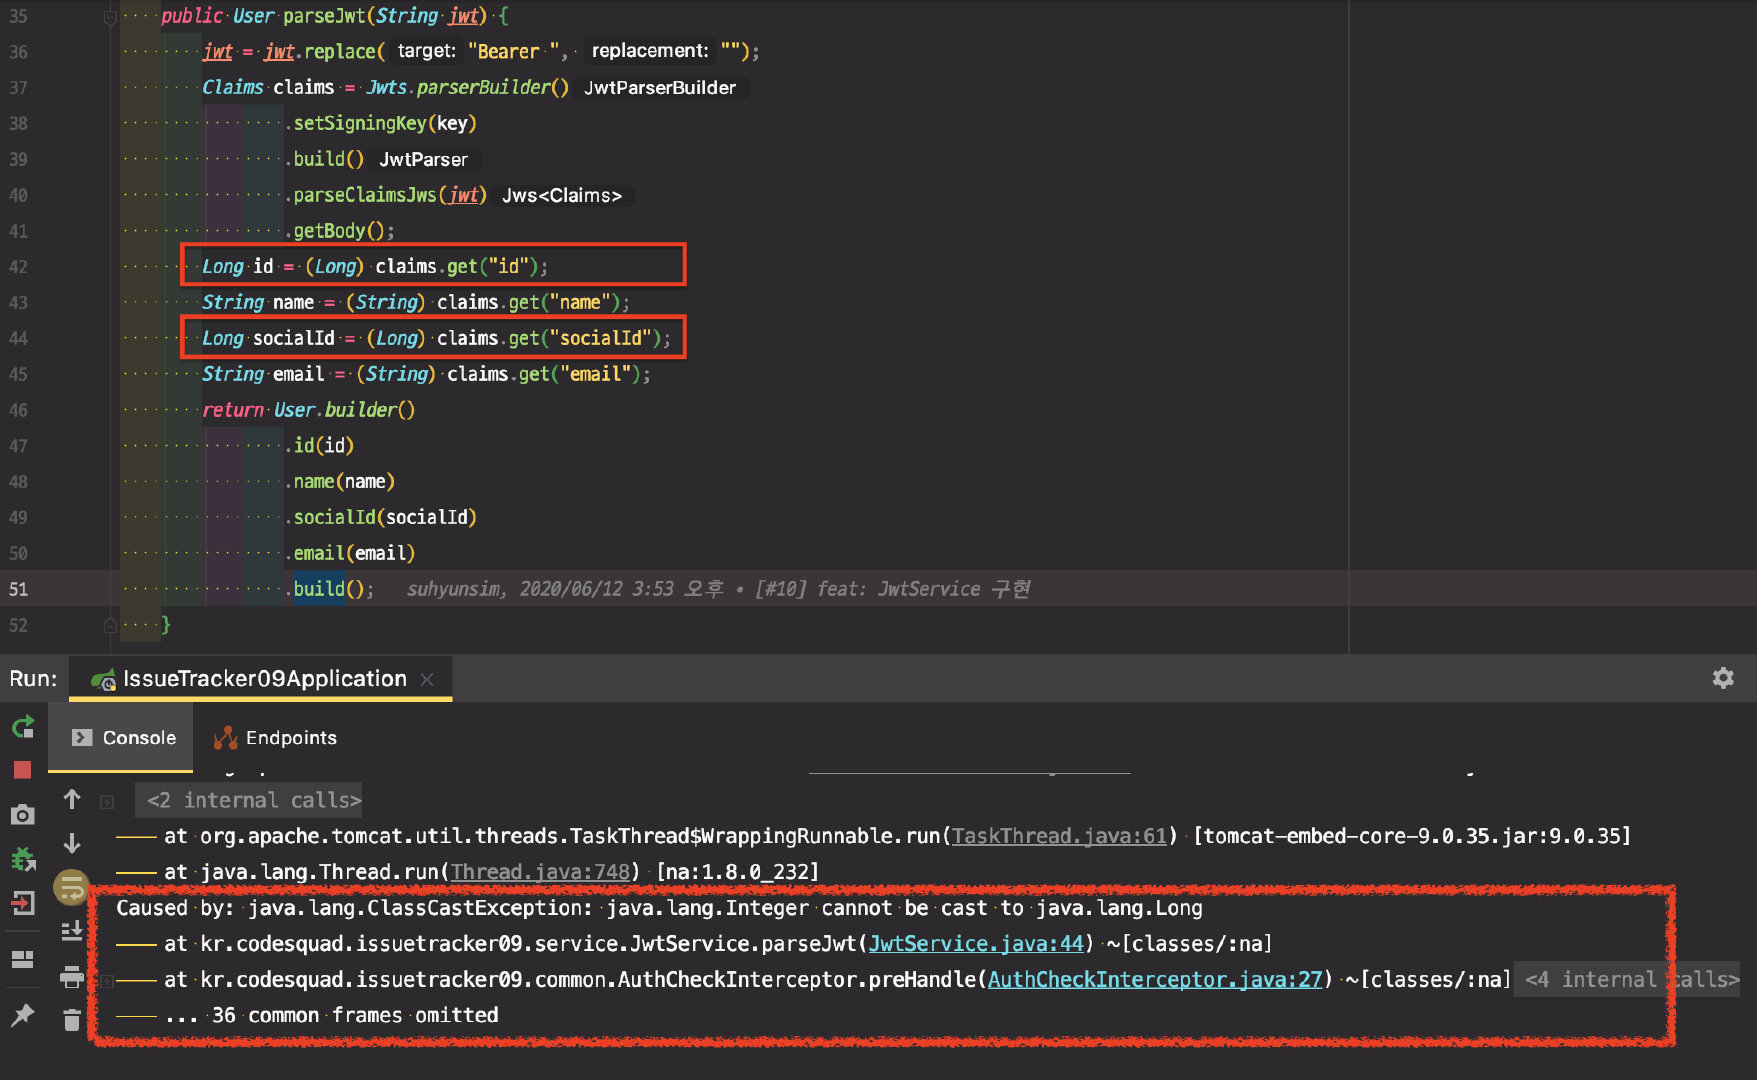 35 public User parseJwt(String jwt) {
36 jwt = jwt.replace( target: "Bearer ", replacement: "");
37 Claims claims = Jwts.parserBuilder() JwtParserBuilder
38 .setSigningKey(key)
39 .build() JwtParser
40 .parseClaimsJws(jwt) Jws<Claims>
41 .getBody();
42 Long id = (Long) claims.get("id");
43 String name = (String) claims.get("name");
44 Long socialId = (Long) claims.get("socialId");
45 String email = (String) claims.get("email");
46 return User.builder()
47 .id(id)
48 .name(name)
49 .socialId(socialId)
50 .email(email)
51 .build(); suhyunsim, 2020/06/12 3:53 오후 • [#10] feat: JwtService 구현
52 }
Run: IssueTracker09Application
Console Endpoints
<2 internal calls>
at org.apache.tomcat.util.threads.TaskThread$WrappingRunnable.run(TaskThread.java:61) [tomcat-embed-core-9.0.35.jar:9.0.35]
at java.lang.Thread.run(Thread.java:748) [na:1.8.0_232]
Caused by: java.lang.ClassCastException: java.lang.Integer cannot be cast to java.lang.Long
at kr.codesquad.issuetracker09.service.JwtService.parseJwt(JwtService.java:44) ~[classes/:na]
at kr.codesquad.issuetracker09.common.AuthCheckInterceptor.preHandle(AuthCheckInterceptor.java:27) ~[classes/:na] <4 internal calls>
... 36 common frames omitted